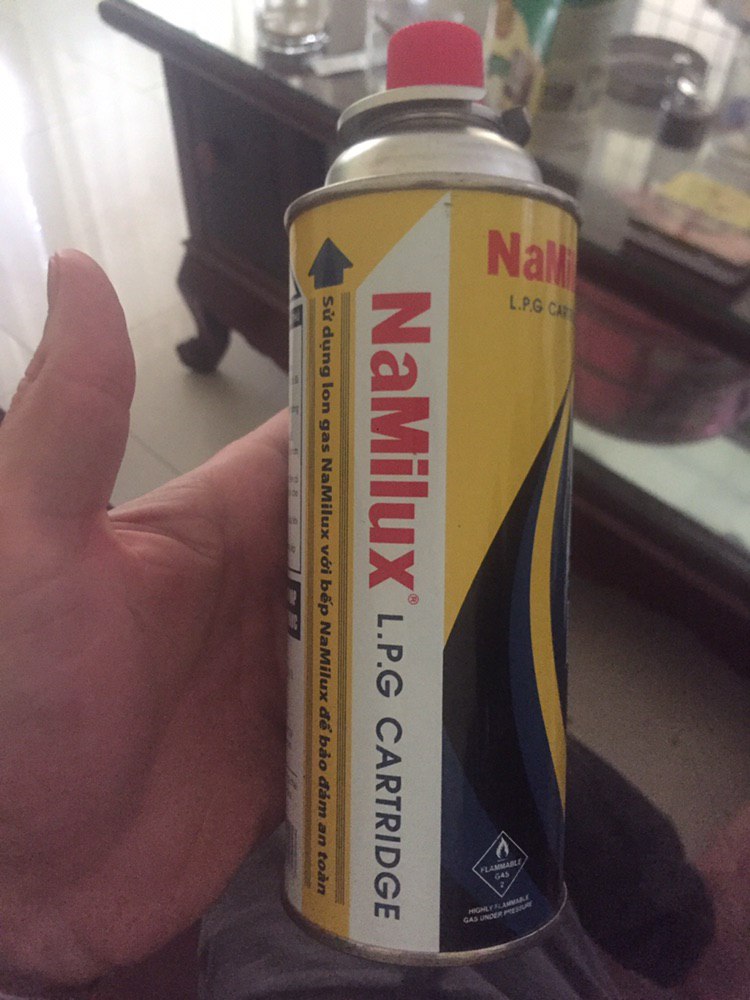 NaMilux
L.P.G
Sử dụng lon gas NaMilux với bếp NaMilux để bảo đảm an toàn
NaMilux® L.P.G CARTRIDGE
FLAMMABLE
GAS
2
HIGHLY FLAMMABLE
GAS UNDER PRESSURE